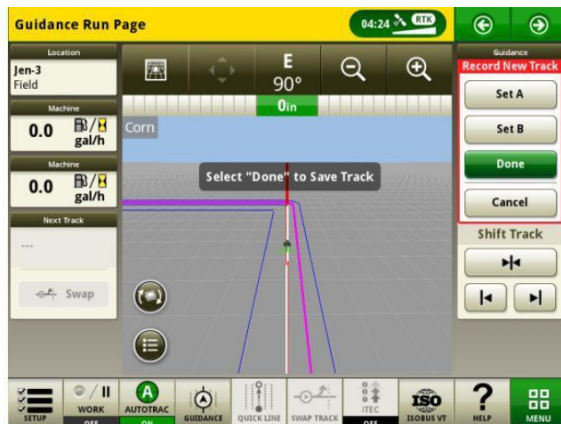 Guidance Run Page
04:24 RTK
Location
Jen-3
Field
Machine
0.0 gal/h
Machine
0.0 gal/h
Next Track
---
Swap
E
90°
0in
Corn
Select "Done" to Save Track
Guidance
Record New Track
Set A
Set B
Done
Cancel
Shift Track
SETUP
WORK
OFF
A
AUTOTRAC
ON
GUIDANCE
QUICK LINE
SWAP TRACK
iTEC
OFF
ISO
ISOBUS VT
?
HELP
MENU